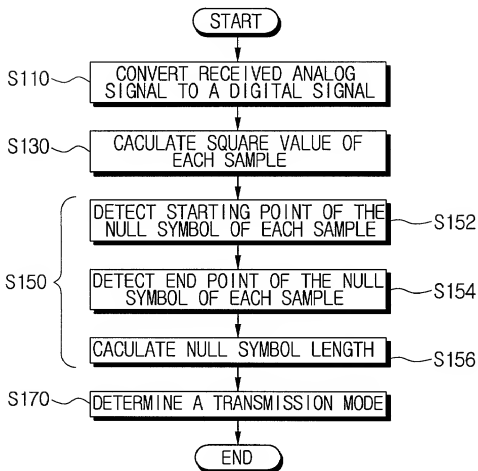 START
S110
CONVERT RECEIVED ANALOG
SIGNAL TO A DIGITAL SIGNAL
S130
CACULATE SQUARE VALUE OF
EACH SAMPLE
S150
DETECT STARTING POINT OF THE
NULL SYMBOL OF EACH SAMPLE
S152
DETECT END POINT OF THE NULL
SYMBOL OF EACH SAMPLE
S154
CACULATE NULL SYMBOL LENGTH
S156
S170
DETERMINE A TRANSMISSION MODE
END